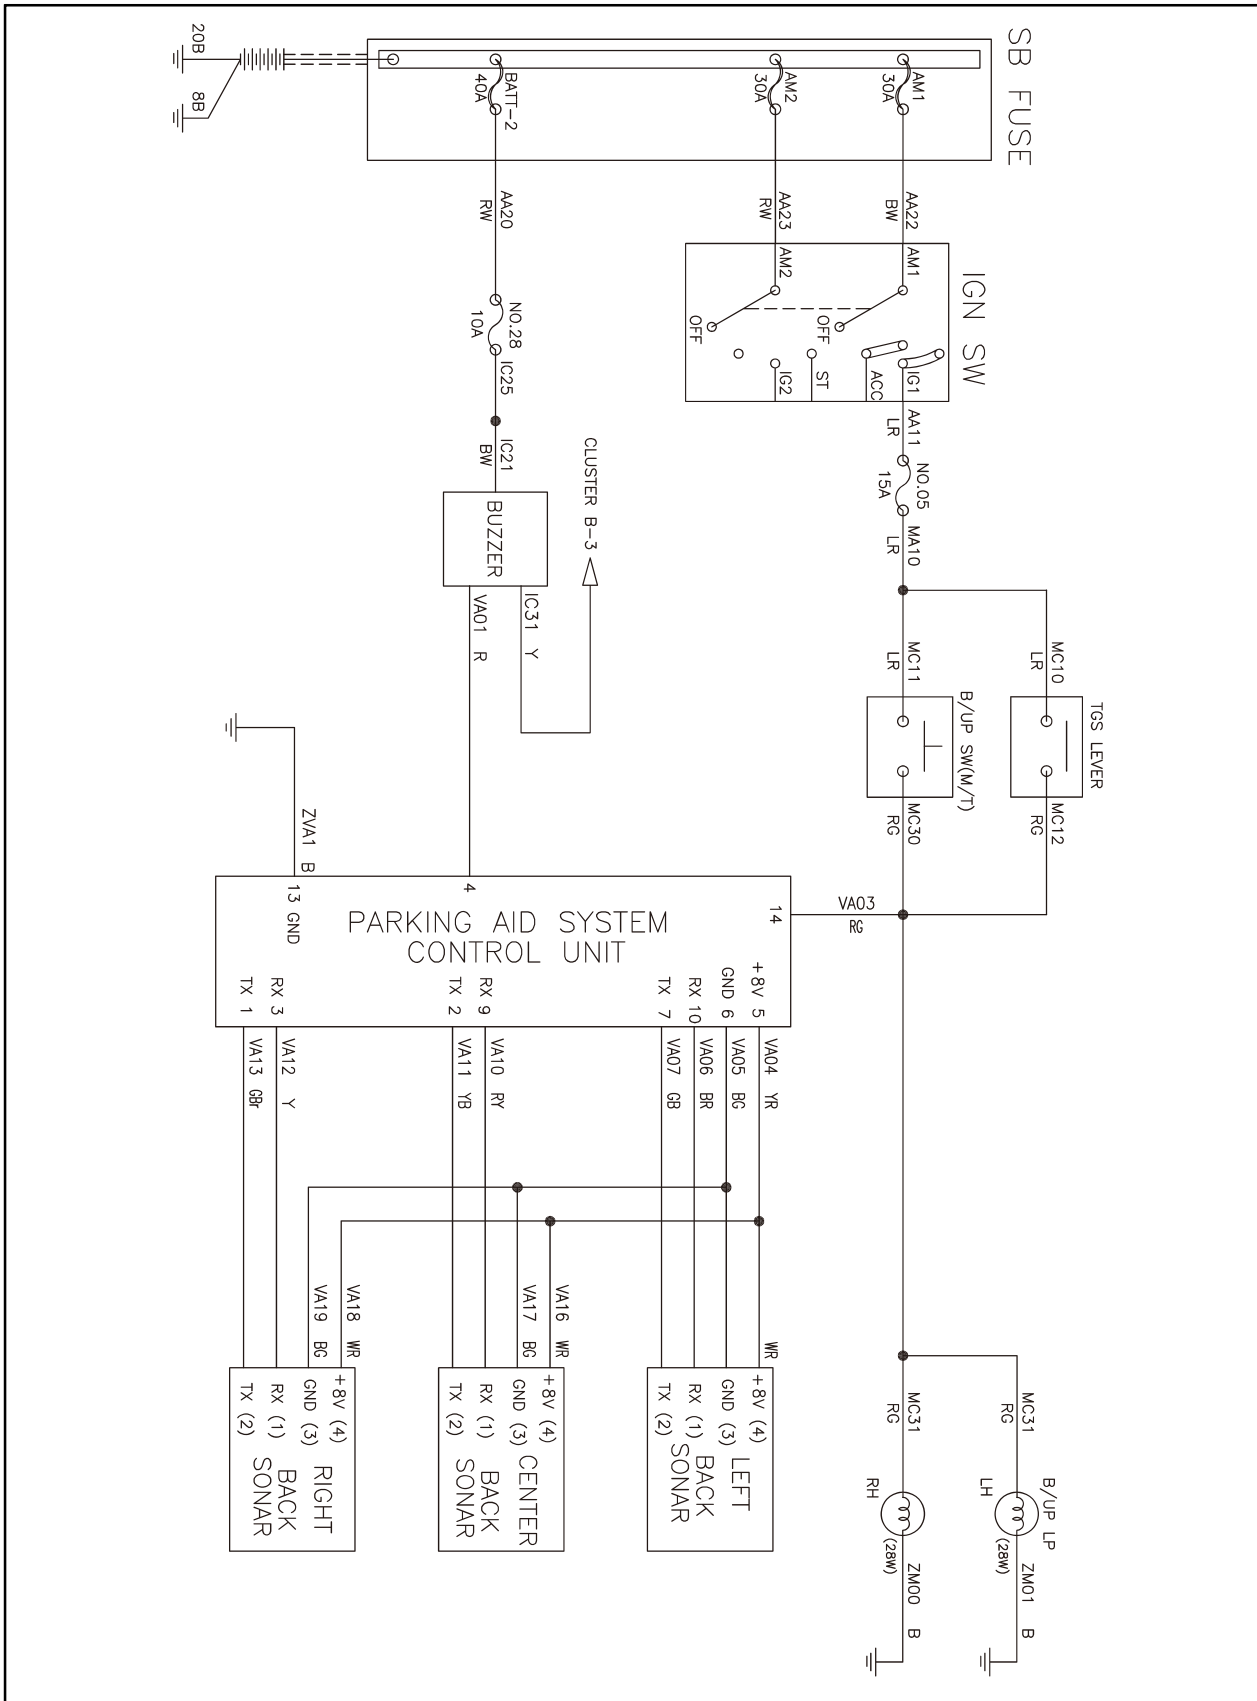 SB FUSE
20B
8B
BATT-2
40A
AM2
30A
AM1
30A
AA20
RW
AA23
RW
AA22
BW
IGN SW
AM2
AM1
OFF
OFF
IG2
ST
ACC
IG1
NO.28
10A
IC25
IC21
BW
AA11
LR
NO.05
15A
MA10
LR
CLUSTER B-3
BUZZER
IC31 Y
VA01 R
MC11
LR
MC10
LR
TGS LEVER
B/UP SW(M/T)
MC30
RG
MC12
RG
ZVA1 B
VA03
RG
13 GND
4
14
PARKING AID SYSTEM
CONTROL UNIT
TX 1
RX 3
TX 2
RX 9
TX 7
RX 10
GND 6
+8V 5
VA13 GBr
VA12 Y
VA11 YB
VA10 RY
VA07 GB
VA06 BR
VA05 BG
VA04 YR
VA19 BG
VA18 WR
VA17 BG
VA16 WR
WR
+8V (4)
GND (3)
RX (1)
TX (2)
RIGHT
BACK
SONAR
+8V (4)
GND (3)
RX (1)
TX (2)
CENTER
BACK
SONAR
+8V (4)
GND (3)
RX (1)
TX (2)
LEFT
BACK
SONAR
MC31
RG
MC31
RG
B/UP LP
LH
(28W)
RH
(28W)
ZM01 B
ZM00 B